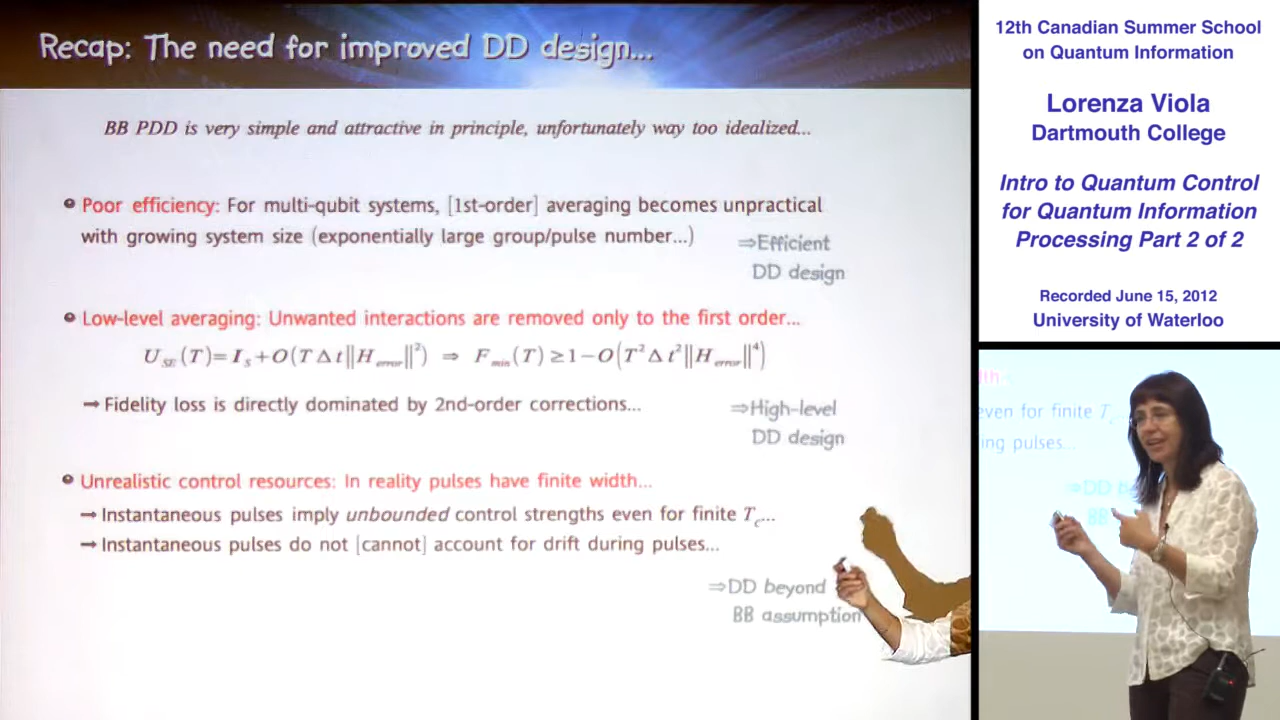 Recap: The need for improved DD design...
BB PDD is very simple and attractive in principle, unfortunately way too idealized...
Poor efficiency: For multi-qubit systems, [1st-order] averaging becomes unpractical
with growing system size (exponentially large group/pulse number...)
⇒Efficient
DD design
Low-level averaging: Unwanted interactions are removed only to the first order...
U_SE(T)=I_S+O(TΔt||H_error||²) ⇒ F_min(T)≥1−O(T²Δt²||H_error||⁴)
→ Fidelity loss is directly dominated by 2nd-order corrections...
⇒High-level
DD design
Unrealistic control resources: In reality pulses have finite width...
→ Instantaneous pulses imply unbounded control strengths even for finite T_c...
→ Instantaneous pulses do not [cannot] account for drift during pulses...
⇒DD beyond
BB assumption
12th Canadian Summer School
on Quantum Information
Lorenza Viola
Dartmouth College
Intro to Quantum Control
for Quantum Information
Processing Part 2 of 2
Recorded June 15, 2012
University of Waterloo
even for finite T_c
ing pulses...
⇒DD
BB